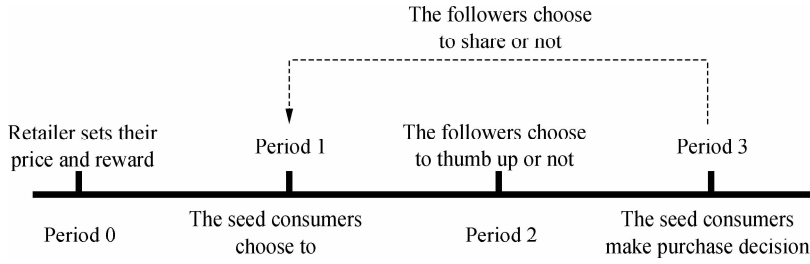 The followers choose
to share or not
Retailer sets their
price and reward
Period 1
The followers choose
to thumb up or not
Period 3
Period 0
The seed consumers
choose to
Period 2
The seed consumers
make purchase decision